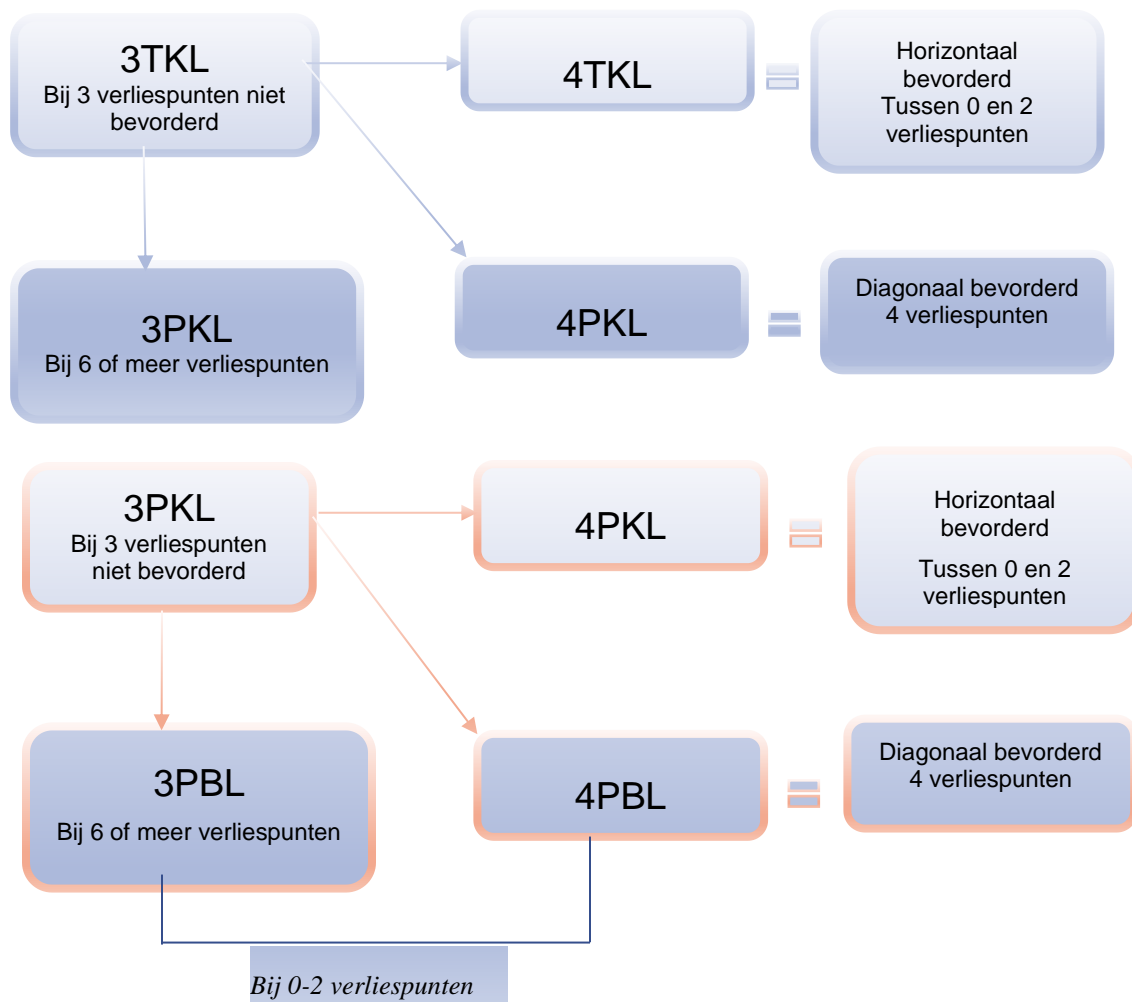 3TKL
Bij 3 verliespunten niet
bevorderd
4TKL
Horizontaal
bevorderd
Tussen 0 en 2
verliespunten
3PKL
Bij 6 of meer verliespunten
4PKL
Diagonaal bevorderd
4 verliespunten
3PKL
Bij 3 verliespunten
niet bevorderd
4PKL
Horizontaal
bevorderd
Tussen 0 en 2
verliespunten
3PBL
Bij 6 of meer verliespunten
4PBL
Diagonaal bevorderd
4 verliespunten
Bij 0-2 verliespunten